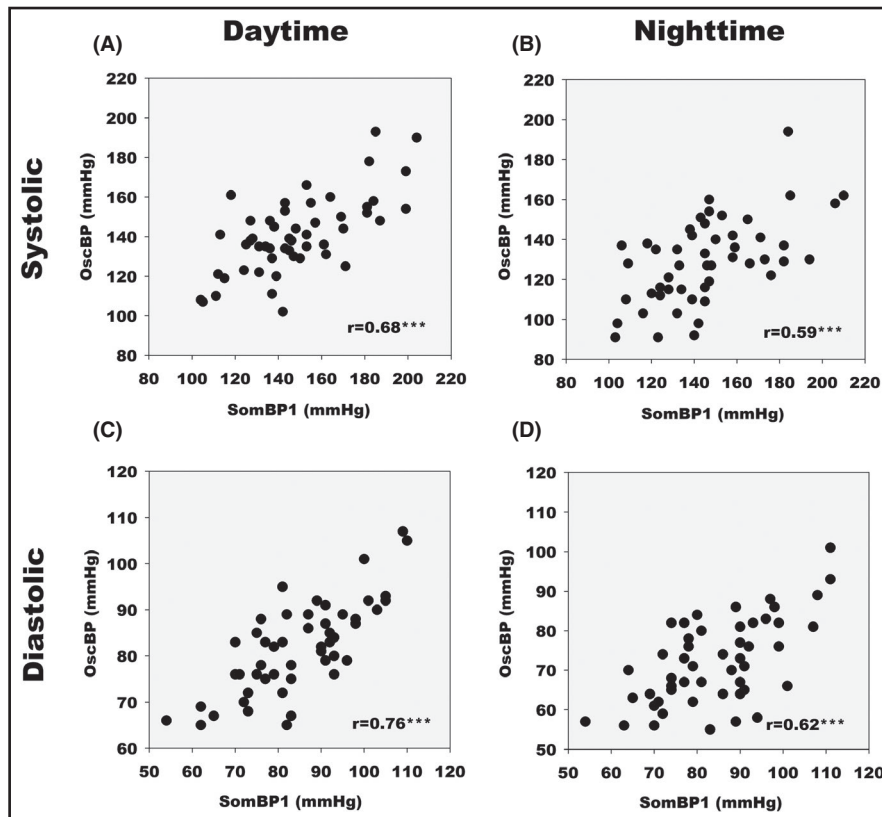 Daytime
Nighttime
Systolic
Diastolic
(A)
220
200
180
160
140
120
100
80
OscBP (mmHg)
r=0.68***
80 100 120 140 160 180 200 220
SomBP1 (mmHg)
(B)
220
200
180
160
140
120
100
80
OscBP (mmHg)
r=0.59***
80 100 120 140 160 180 200 220
SomBP1 (mmHg)
(C)
120
110
100
90
80
70
60
OscBP (mmHg)
r=0.76***
50 60 70 80 90 100 110 120
SomBP1 (mmHg)
(D)
120
110
100
90
80
70
60
50
OscBP (mmHg)
r=0.62***
50 60 70 80 90 100 110 120
SomBP1 (mmHg)